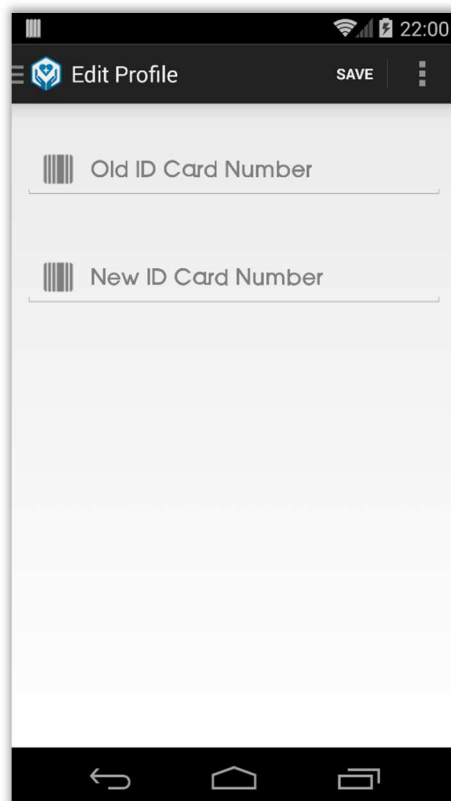 22:00
Edit Profile SAVE
Old ID Card Number
New ID Card Number